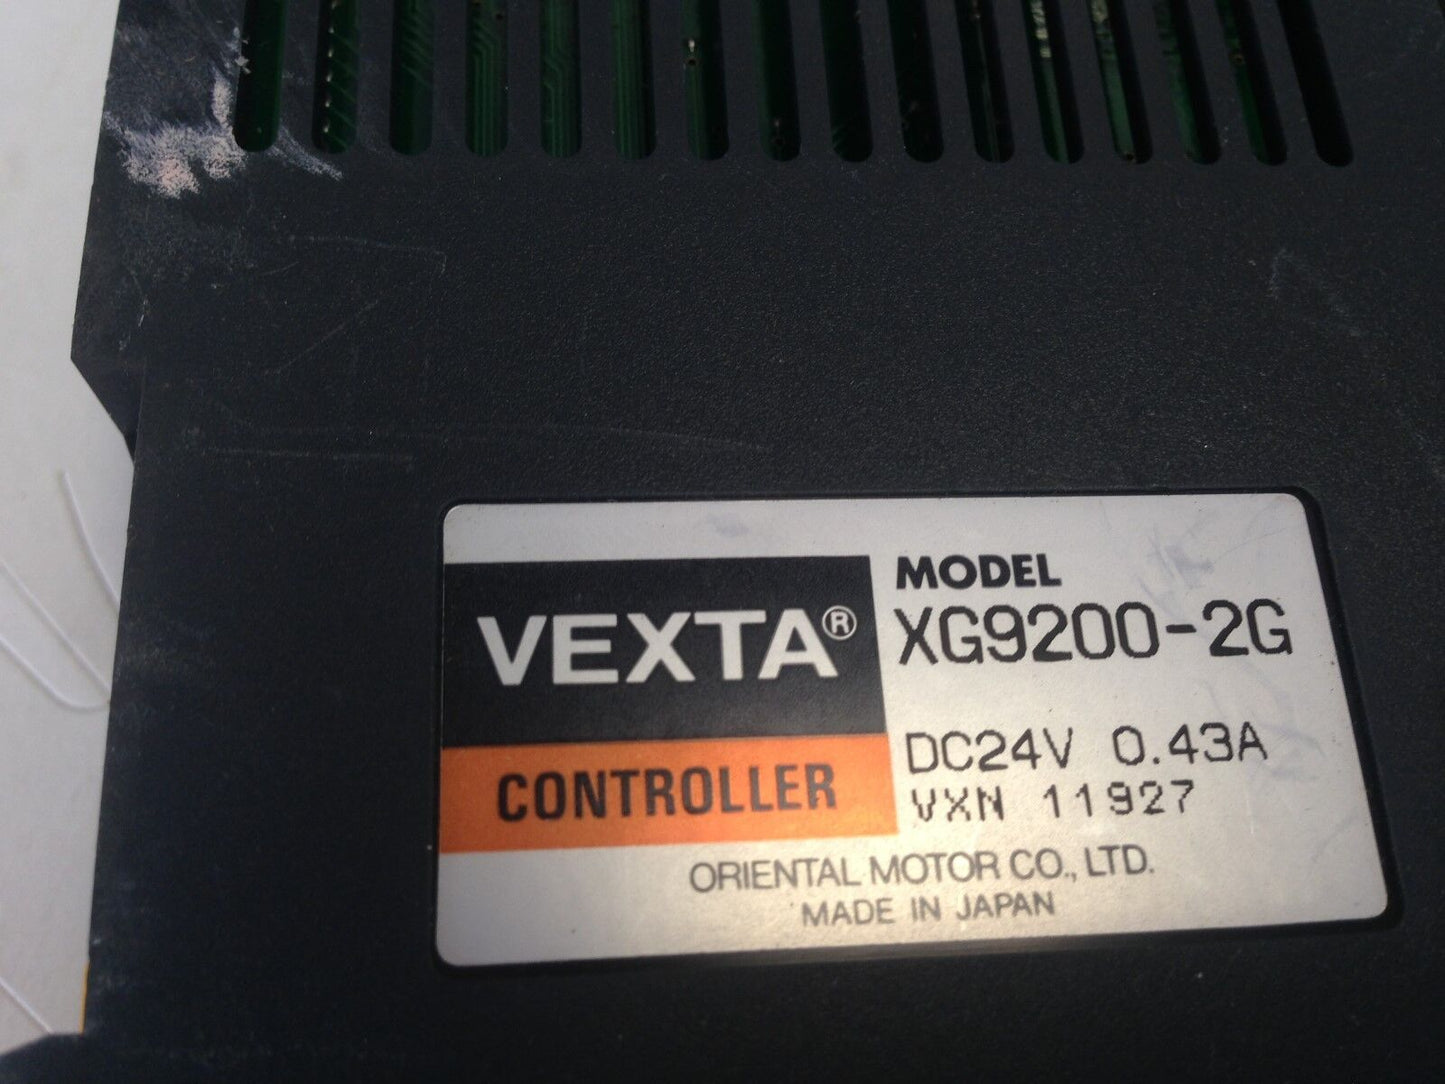 MODEL
VEXTA®
XG9200-2G
DC24V 0.43A
CONTROLLER
VXN 11927
ORIENTAL MOTOR CO., LTD.
MADE IN JAPAN